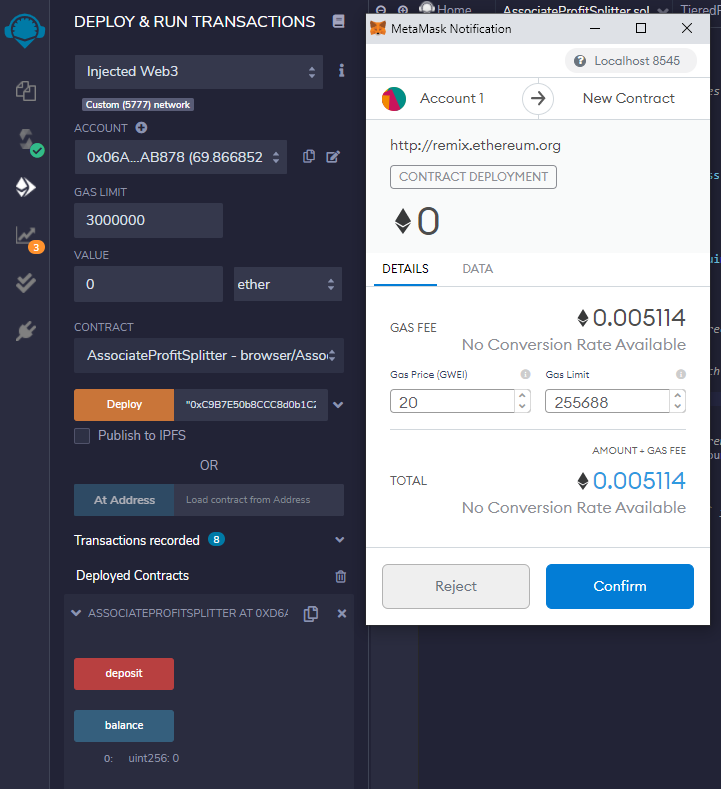 DEPLOY & RUN TRANSACTIONS
Injected Web3
Custom (5777) network
ACCOUNT
0x06A...AB878 (69.866852
GAS LIMIT
3000000
VALUE
0
ether
CONTRACT
AssociateProfitSplitter - browser/Asso
Deploy
"0xC9B7E50b8CCC8d0b1C2
Publish to IPFS
OR
At Address
Load contract from Address
Transactions recorded 8
Deployed Contracts
ASSOCIATEPROFITSPLITTER AT 0XD6A
deposit
balance
0: uint256: 0
3
Home
AssociateProfitSplitter.sol
TieredP
MetaMask Notification
Localhost 8545
Account 1
New Contract
http://remix.ethereum.org
CONTRACT DEPLOYMENT
0
DETAILS
DATA
GAS FEE
0.005114
No Conversion Rate Available
Gas Price (GWEI)
Gas Limit
20
255688
AMOUNT + GAS FEE
TOTAL
0.005114
No Conversion Rate Available
Reject
Confirm